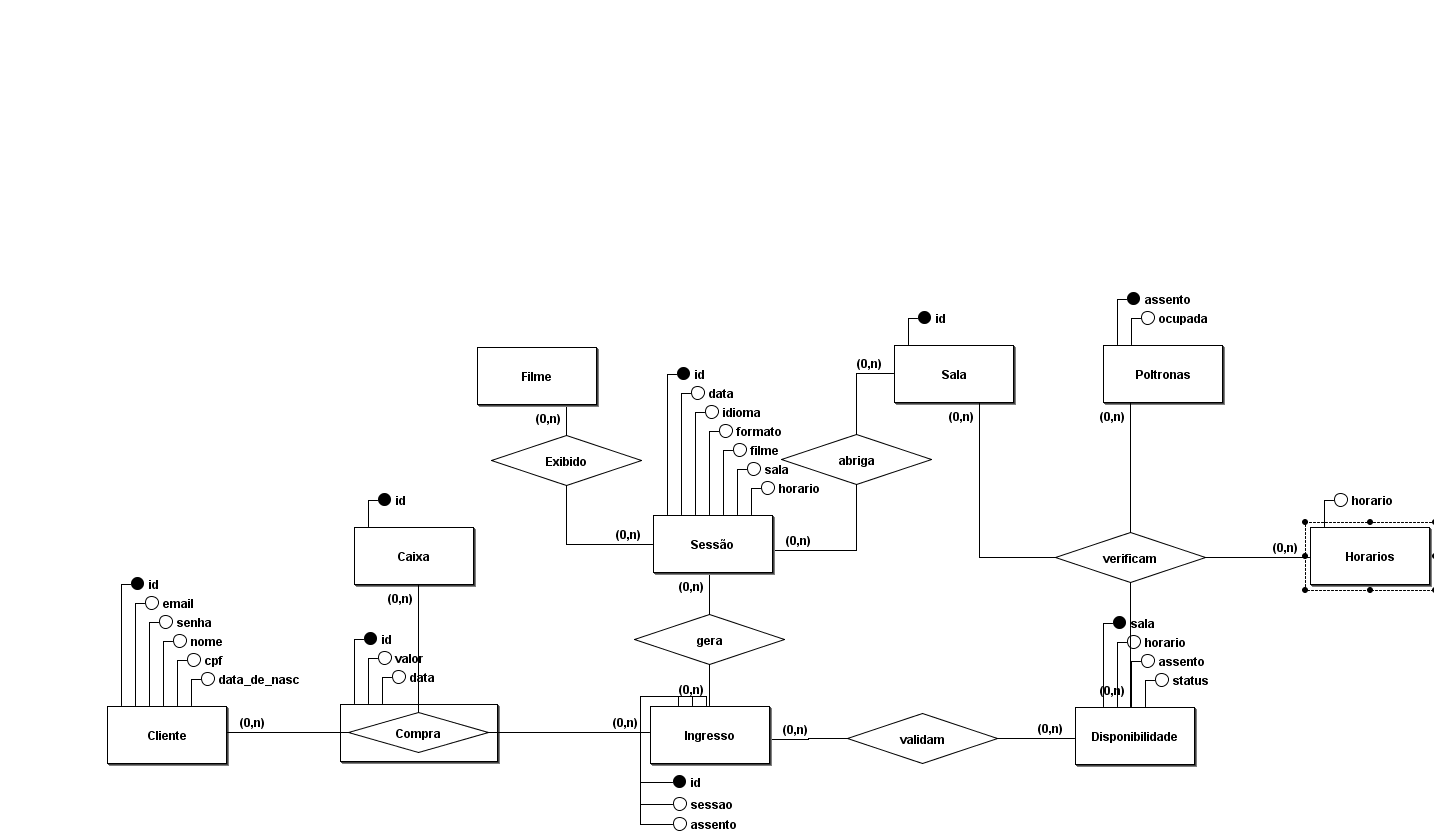 assento
ocupada
id
Filme
Sala
Poltronas
(0,n)
id
data
idioma
formato
filme
sala
horario
(0,n)
(0,n)
(0,n)
Exibido
abriga
id
horario
(0,n)
Sessão
(0,n)
Caixa
verificam
(0,n)
Horarios
id
email
senha
nome
cpf
data_de_nasc
(0,n)
(0,n)
gera
id
valor
data
sala
horario
assento
status
(0,n)
(0,n)
Cliente
(0,n)
Compra
(0,n)
Ingresso
(0,n)
validam
(0,n)
Disponibilidade
id
sessao
assento